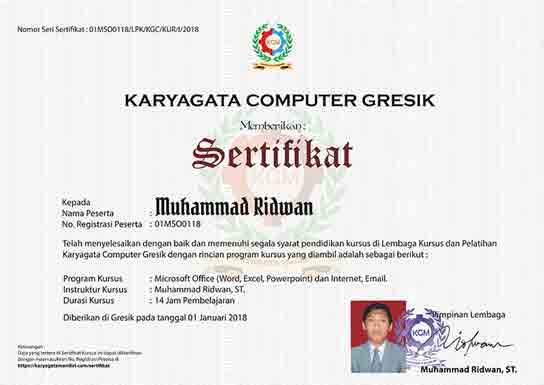 Nomor Seri Sertifikat : 01MSO0118/LPK/KGC/KUR/I/2018
KGM
KARYAGATA COMPUTER GRESIK
Memberikan :
Sertifikat
KGM
Kepada
Nama Peserta : Muhammad Ridwan
No. Registrasi Peserta : 01MSO0118
Telah menyelesaikan dengan baik dan memenuhi segala syarat pendidikan kursus di Lembaga Kursus dan Pelatihan
Karyagata Computer Gresik dengan rincian program kursus yang diambil adalah sebagai berikut :
Program Kursus : Microsoft Office (Word, Excel, Powerpoint) dan Internet, Email.
Instruktur Kursus : Muhammad Ridwan, ST.
Durasi Kursus : 14 Jam Pembelajaran
Diberikan di Gresik pada tanggal 01 Januari 2018
Pimpinan Lembaga
KGM
Muhammad Ridwan, ST.
Keterangan :
Data yang tertera di Sertifikat Kursus ini dapat diverifikasi
dengan memasukkan No. Registrasi Peserta di
https://karyagatamandiri.com/sertifikat